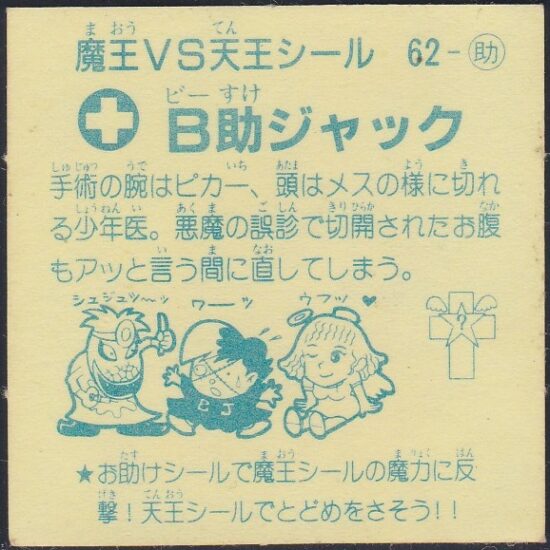 魔王VS天王シール 62-助
B助ジャック
手術の腕はピカ一、頭はメスの様に切れ
る少年医。悪魔の誤診で切開されたお腹
もアッと言う間に直してしまう。
シュジュツ〜ッ ワーーッ ウフッ♥
BJ
?
★お助けシールで魔王シールの魔力に反
撃!天王シールでとどめをさそう!!